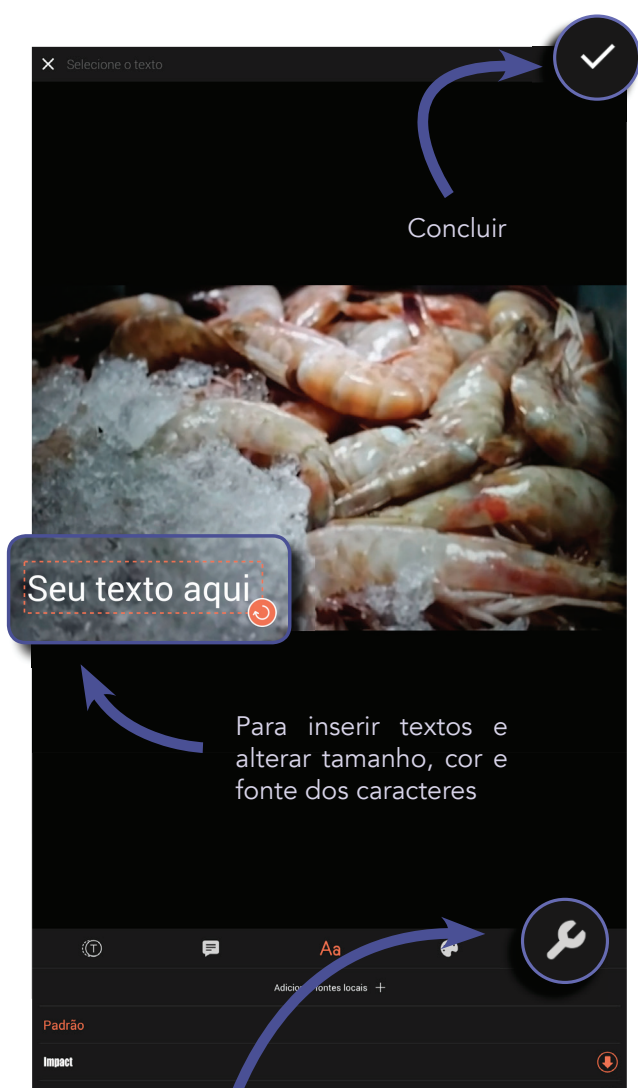 Selecione o texto
Concluir
Seu texto aqui
Para inserir textos e
alterar tamanho, cor e
fonte dos caracteres
Aa
fontes locais +
Padrão
Impact